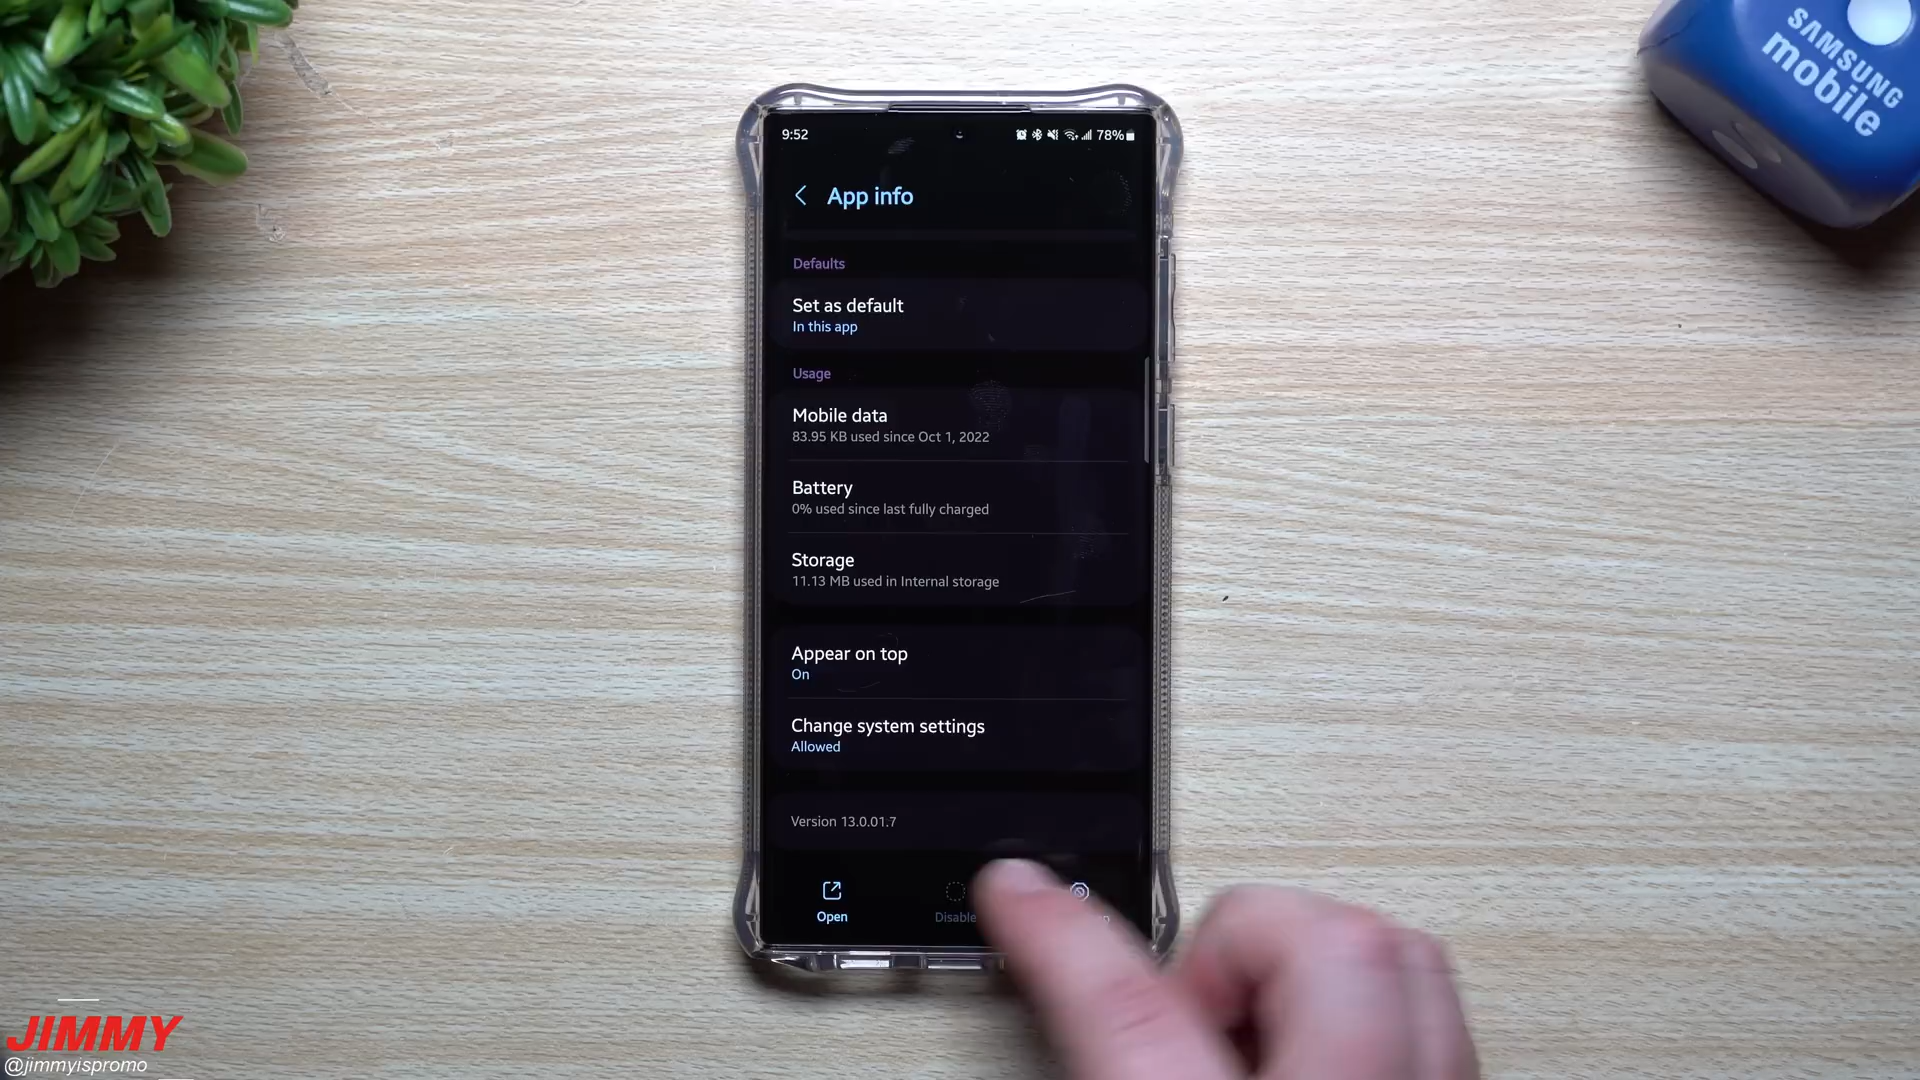 SAMSUNG
mobile
9:52
78%
App info
Defaults
Set as default
In this app
Usage
Mobile data
83.95 KB used since Oct 1, 2022
Battery
0% used since last fully charged
Storage
11.13 MB used in Internal storage
Appear on top
On
Change system settings
Allowed
Version 13.0.01.7
Open
Disable
JIMMY
@jimmyispromo